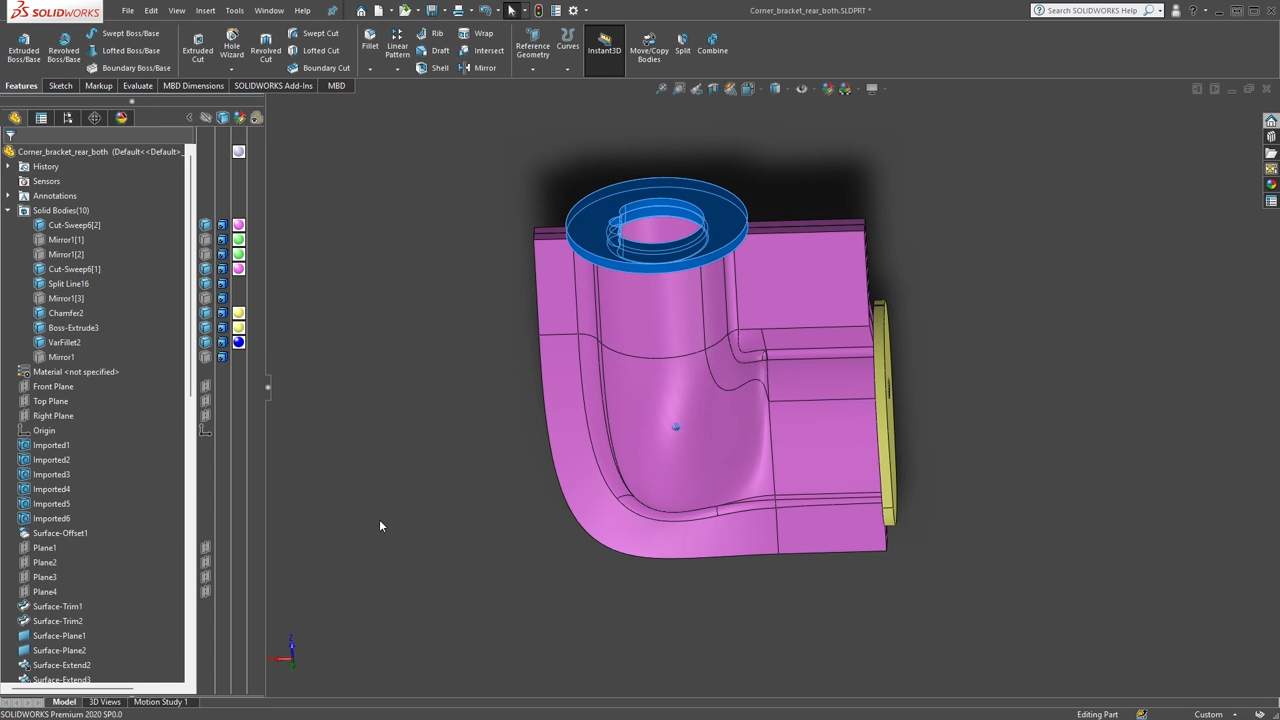 SOLIDWORKS
File Edit View Insert Tools Window Help
Corner_bracket_rear_both.SLDPRT *
Search SOLIDWORKS Help
Extruded Boss/Base
Revolved Boss/Base
Swept Boss/Base
Lofted Boss/Base
Boundary Boss/Base
Extruded Cut
Hole Wizard
Revolved Cut
Swept Cut
Lofted Cut
Boundary Cut
Fillet
Linear Pattern
Rib
Draft
Shell
Wrap
Intersect
Mirror
Reference Geometry
Curves
Instant3D
Move/Copy Bodies
Split
Combine
Features Sketch Markup Evaluate MBD Dimensions SOLIDWORKS Add-Ins MBD
Corner_bracket_rear_both (Default<<Default>_
History
Sensors
Annotations
Solid Bodies(10)
Cut-Sweep6[2]
Mirror1[1]
Mirror1[2]
Cut-Sweep6[1]
Split Line16
Mirror1[3]
Chamfer2
Boss-Extrude3
VarFillet2
Mirror1
Material <not specified>
Front Plane
Top Plane
Right Plane
Origin
Imported1
Imported2
Imported3
Imported4
Imported5
Imported6
Surface-Offset1
Plane1
Plane2
Plane3
Plane4
Surface-Trim1
Surface-Trim2
Surface-Plane1
Surface-Plane2
Surface-Extend2
Surface-Extend3
Model 3D Views Motion Study 1
SOLIDWORKS Premium 2020 SP0.0
Editing Part
Custom